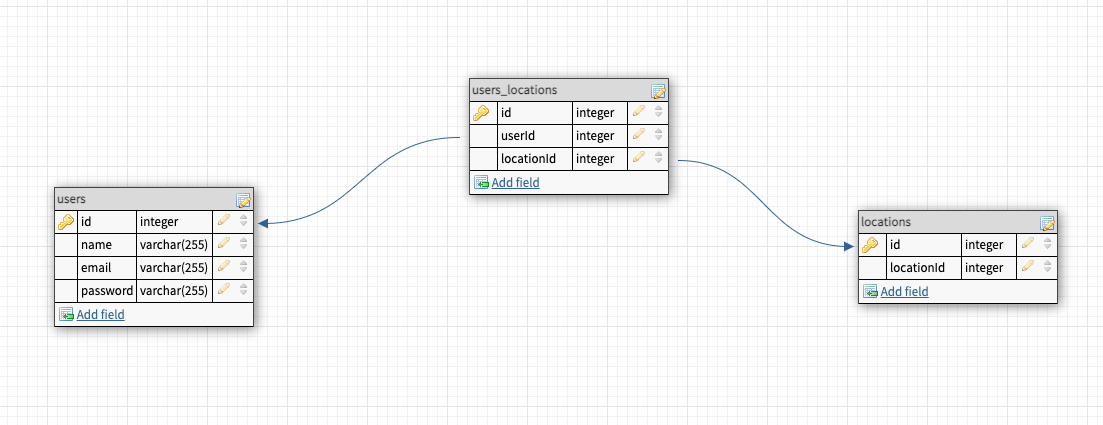 users_locations
id integer
userId integer
locationId integer
Add field
users
id integer
name varchar(255)
email varchar(255)
password varchar(255)
Add field
locations
id integer
locationId integer
Add field